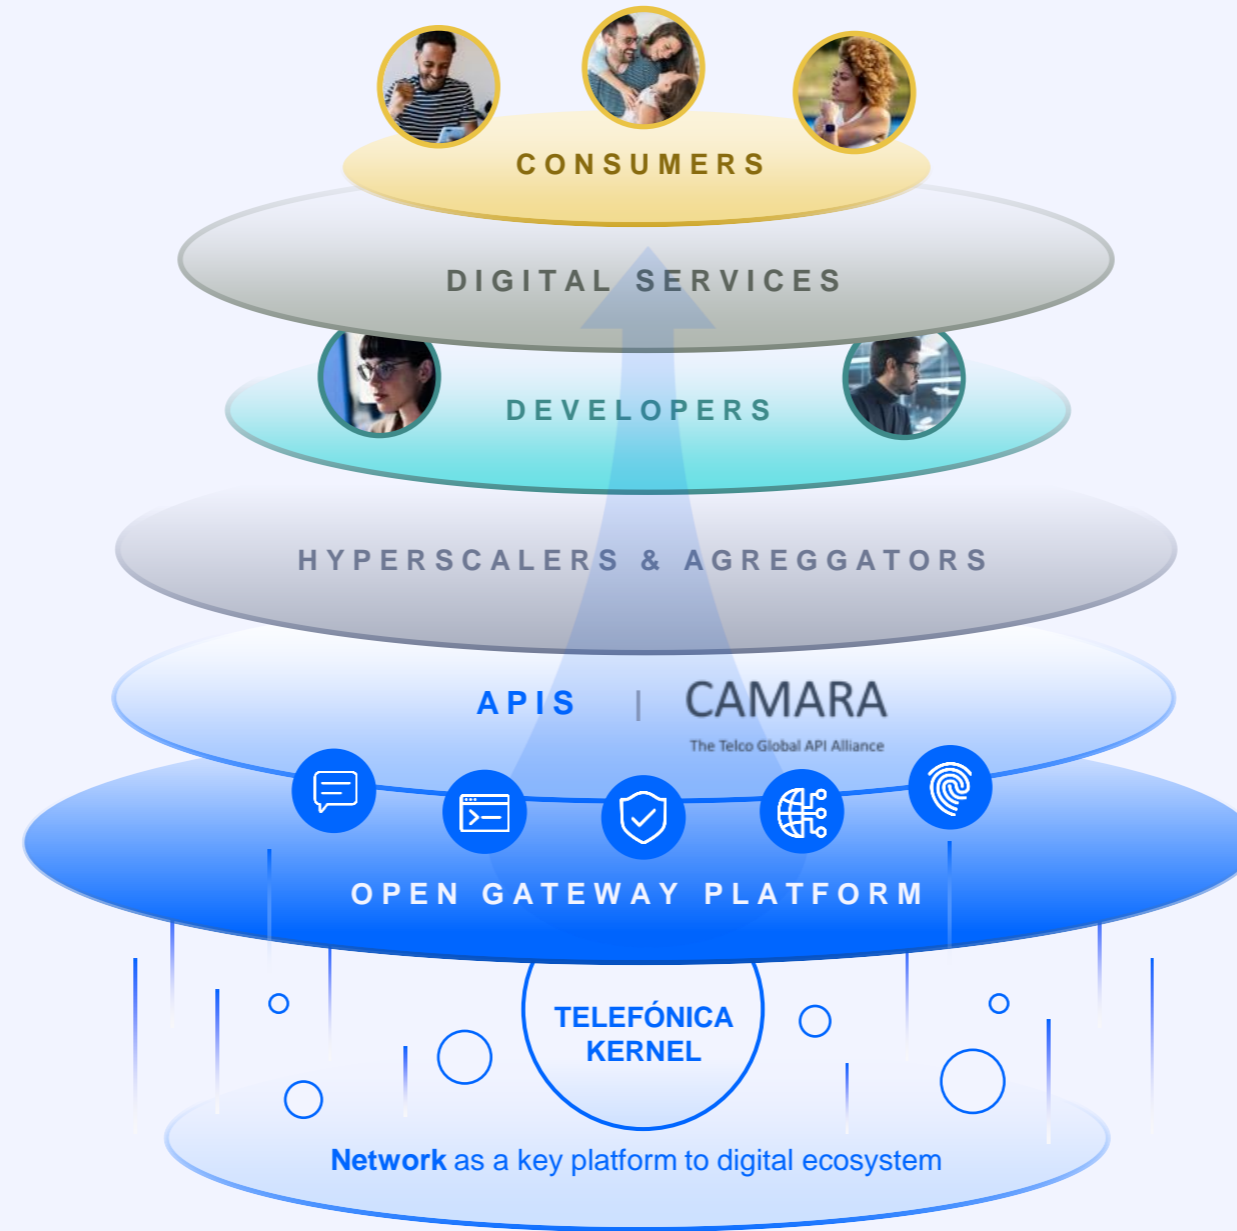 CONSUMERS
DIGITAL SERVICES
DEVELOPERS
HYPERSCALERS & AGREGGATORS
APIS | CAMARA
The Telco Global API Alliance
OPEN GATEWAY PLATFORM
TELEFÓNICA
KERNEL
Network as a key platform to digital ecosystem